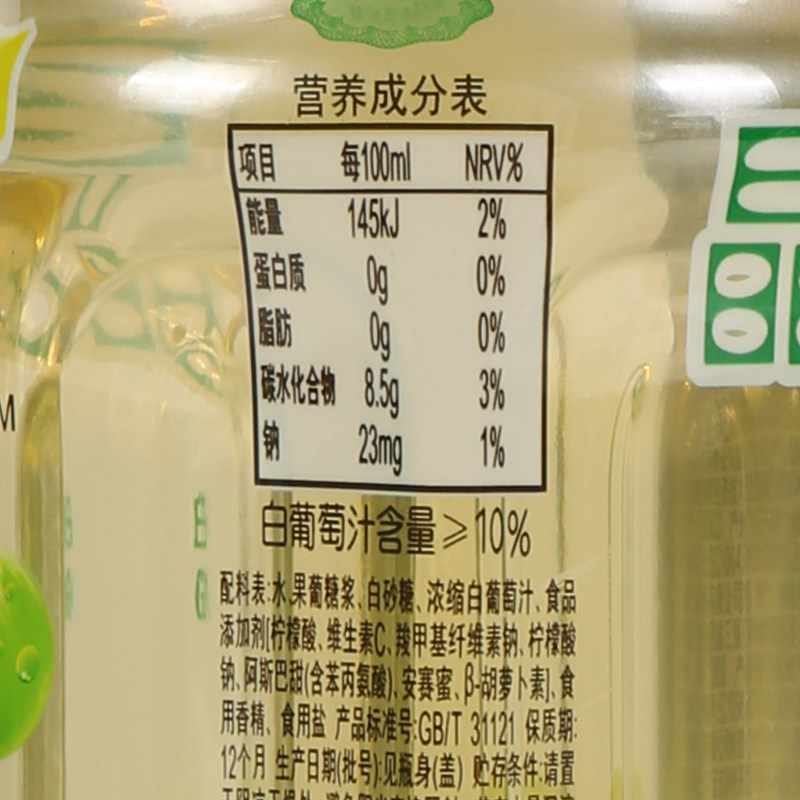 营养成分表
项目 每100ml NRV%
能量 145kJ 2%
蛋白质 0g 0%
脂肪 0g 0%
碳水化合物 8.5g 3%
钠 23mg 1%
白葡萄汁含量≥10%
配料表:水、果葡糖浆、白砂糖、浓缩白葡萄汁、食品
添加剂[柠檬酸、维生素C、羧甲基纤维素钠、柠檬酸
钠、阿斯巴甜(含苯丙氨酸)、安赛蜜、β-胡萝卜素]、食
用香精、食用盐 产品标准号:GB/T 31121 保质期:
12个月 生产日期(批号):见瓶身(盖) 贮存条件:请置
M